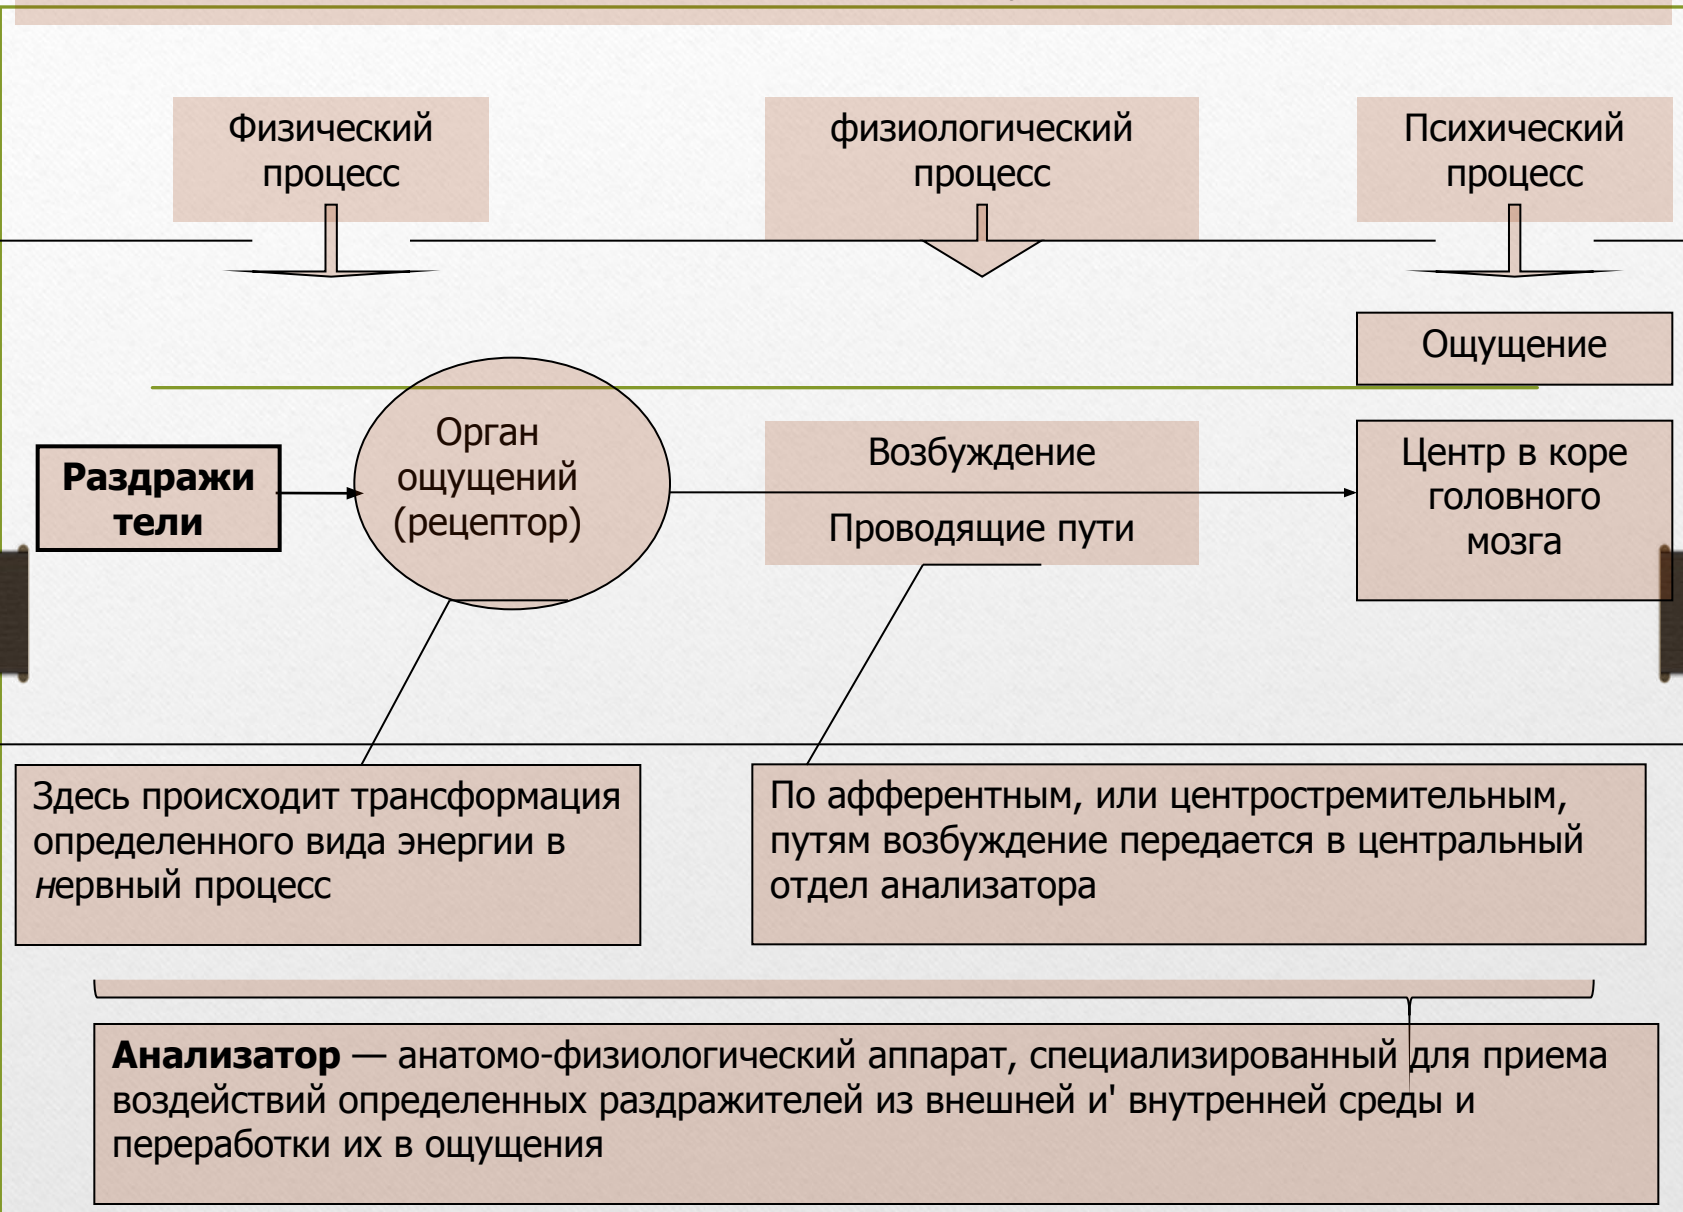 Физический
процесс
физиологический
процесс
Психический
процесс
Ощущение
Раздражи
тели
Орган
ощущений
(рецептор)
Возбуждение
Проводящие пути
Центр в коре
головного
мозга
Здесь происходит трансформация
определенного вида энергии в
нервный процесс
По афферентным, или центростремительным,
путям возбуждение передается в центральный
отдел анализатора
Анализатор — анатомо-физиологический аппарат, специализированный для приема
воздействий определенных раздражителей из внешней и' внутренней среды и
переработки их в ощущения